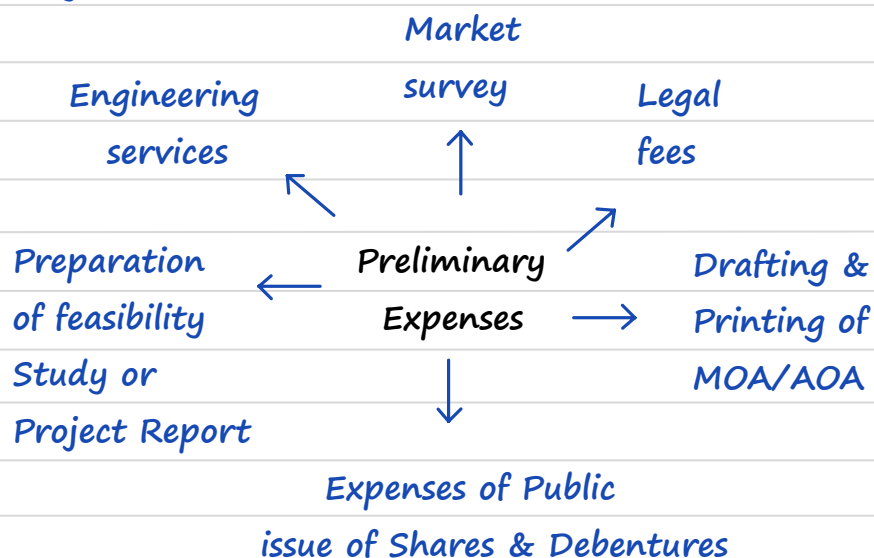 Market
survey
Engineering
services
Legal
fees
Preliminary
Expenses
Preparation
of feasibility
Study or
Project Report
Drafting &
Printing of
MOA/AOA
Expenses of Public
issue of Shares & Debentures